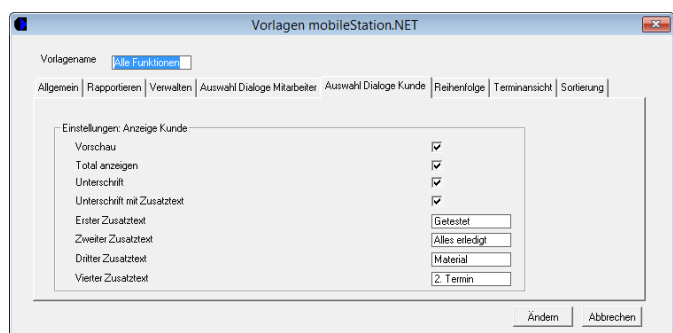 Vorlagen mobileStation.NET
Vorlagename Alle Funktionen
Allgemein Rapportieren Verwalten Auswahl Dialoge Mitarbeiter Auswahl Dialoge Kunde Reihenfolge Terminansicht Sortierung
Einstellungen: Anzeige Kunde
Vorschau
Total anzeigen
Unterschrift
Unterschrift mit Zusatztext
Erster Zusatztext Getestet
Zweiter Zusatztext Alles erledigt
Dritter Zusatztext Material
Vierter Zusatztext 2. Termin
Ändern Abbrechen